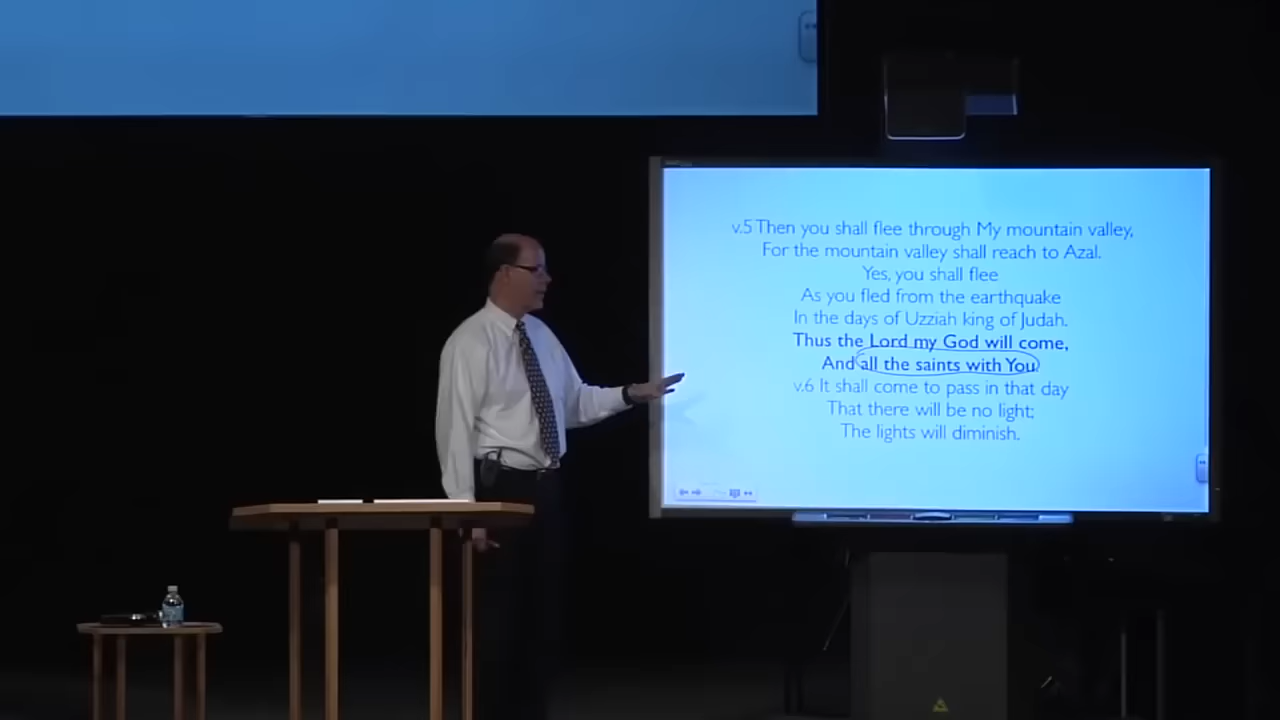 v.5 Then you shall flee through My mountain valley,
For the mountain valley shall reach to Azal.
Yes, you shall flee
As you fled from the earthquake
In the days of Uzziah king of Judah.
Thus the Lord my God will come,
And all the saints with You.
v.6 It shall come to pass in that day
That there will be no light;
The lights will diminish.